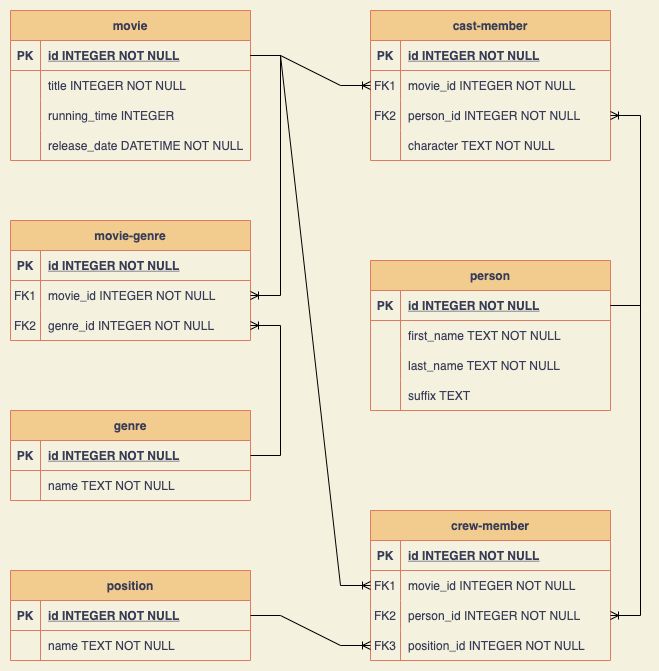 movie
PK id INTEGER NOT NULL
title INTEGER NOT NULL
running_time INTEGER
release_date DATETIME NOT NULL
movie-genre
PK id INTEGER NOT NULL
FK1 movie_id INTEGER NOT NULL
FK2 genre_id INTEGER NOT NULL
genre
PK id INTEGER NOT NULL
name TEXT NOT NULL
position
PK id INTEGER NOT NULL
name TEXT NOT NULL
cast-member
PK id INTEGER NOT NULL
FK1 movie_id INTEGER NOT NULL
FK2 person_id INTEGER NOT NULL
character TEXT NOT NULL
person
PK id INTEGER NOT NULL
first_name TEXT NOT NULL
last_name TEXT NOT NULL
suffix TEXT
crew-member
PK id INTEGER NOT NULL
FK1 movie_id INTEGER NOT NULL
FK2 person_id INTEGER NOT NULL
FK3 position_id INTEGER NOT NULL